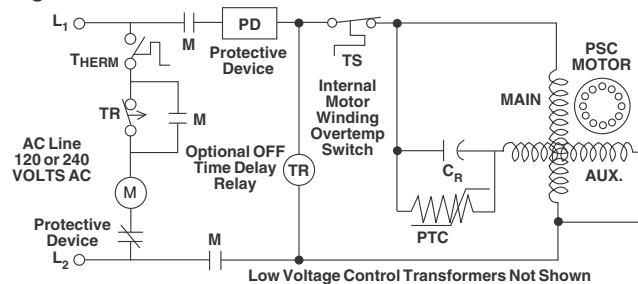 L1
M
PD
Protective
Device
TS
Internal
Motor
Winding
Overtemp
Switch
THERM
TR
M
AC Line
120 or 240
VOLTS AC
M
Optional OFF
Time Delay
Relay
TR
PSC
MOTOR
MAIN
CR
AUX.
PTC
Protective
Device
L2
M
Low Voltage Control Transformers Not Shown